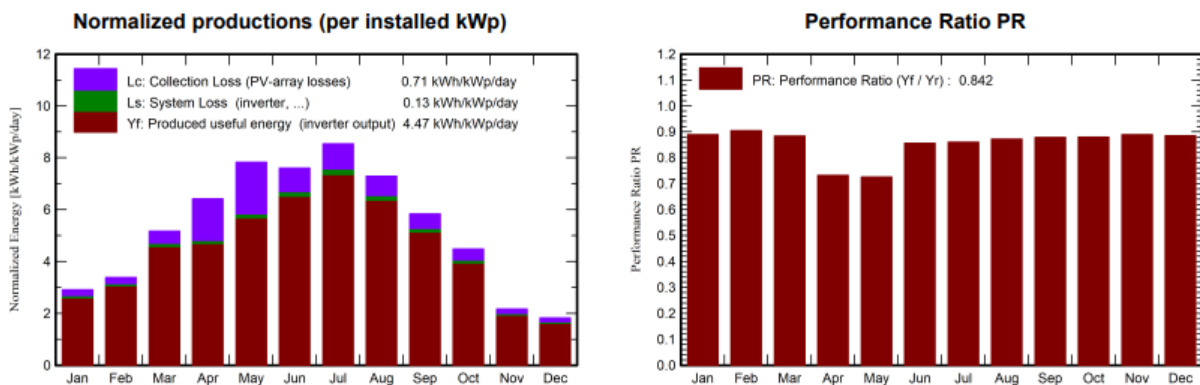 Normalized productions (per installed kWp)
Normalized Energy [kWh/kWp/day]
12
10
8
6
4
2
0
Lc: Collection Loss (PV-array losses) 0.71 kWh/kWp/day
Ls: System Loss (inverter, ...) 0.13 kWh/kWp/day
Yf: Produced useful energy (inverter output) 4.47 kWh/kWp/day
Jan Feb Mar Apr May Jun Jul Aug Sep Oct Nov Dec
Performance Ratio PR
Performance Ratio PR
1.2
1.1
1.0
0.9
0.8
0.7
0.6
0.5
0.4
0.3
0.2
0.1
0.0
PR: Performance Ratio (Yf / Yr) : 0.842
Jan Feb Mar Apr May Jun Jul Aug Sep Oct Nov Dec